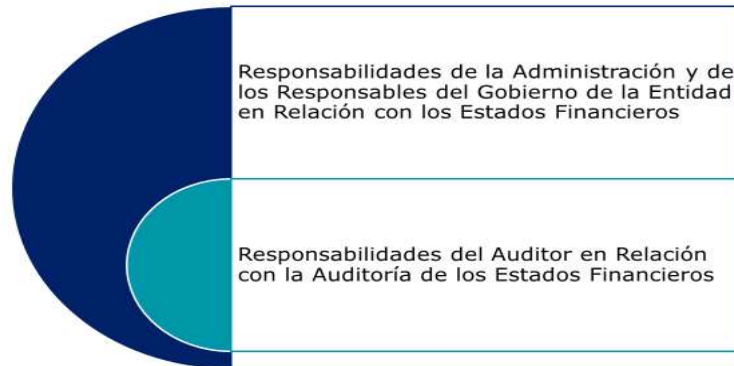 Responsabilidades de la Administración y de
los Responsables del Gobierno de la Entidad
en Relación con los Estados Financieros
Responsabilidades del Auditor en Relación
con la Auditoría de los Estados Financieros